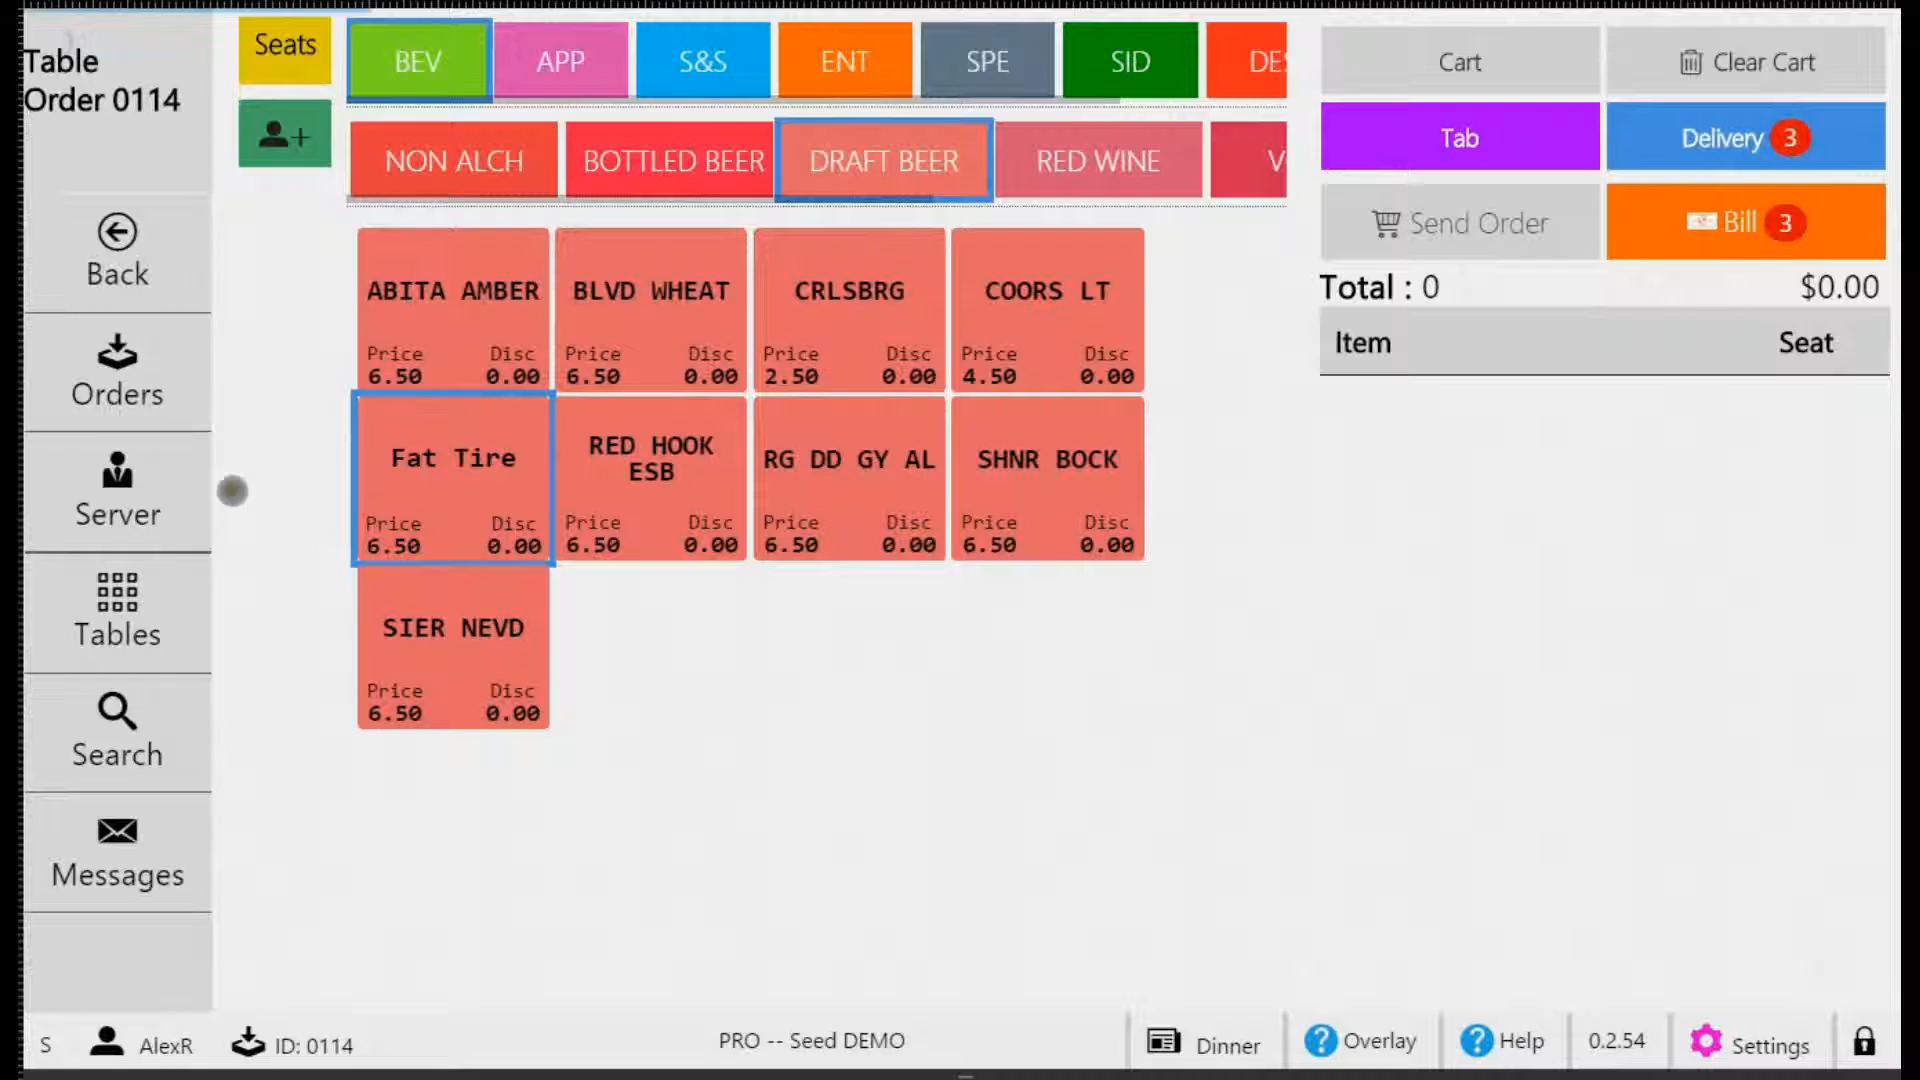 Table
Order 0114
Back
Orders
Server
Tables
Search
Messages
Seats
BEV
APP
S&S
ENT
SPE
SID
DES
NON ALCH
BOTTLED BEER
DRAFT BEER
RED WINE
ABITA AMBER
Price Disc
6.50 0.00
BLVD WHEAT
Price Disc
6.50 0.00
CRLSBRG
Price Disc
2.50 0.00
COORS LT
Price Disc
4.50 0.00
Fat Tire
Price Disc
6.50 0.00
RED HOOK
ESB
Price Disc
6.50 0.00
RG DD GY AL
Price Disc
6.50 0.00
SHNR BOCK
Price Disc
6.50 0.00
SIER NEVD
Price Disc
6.50 0.00
Cart
Clear Cart
Tab
Delivery 3
Send Order
Bill 3
Total : 0 $0.00
Item Seat
S AlexR ID: 0114 PRO -- Seed DEMO Dinner Overlay Help 0.2.54 Settings